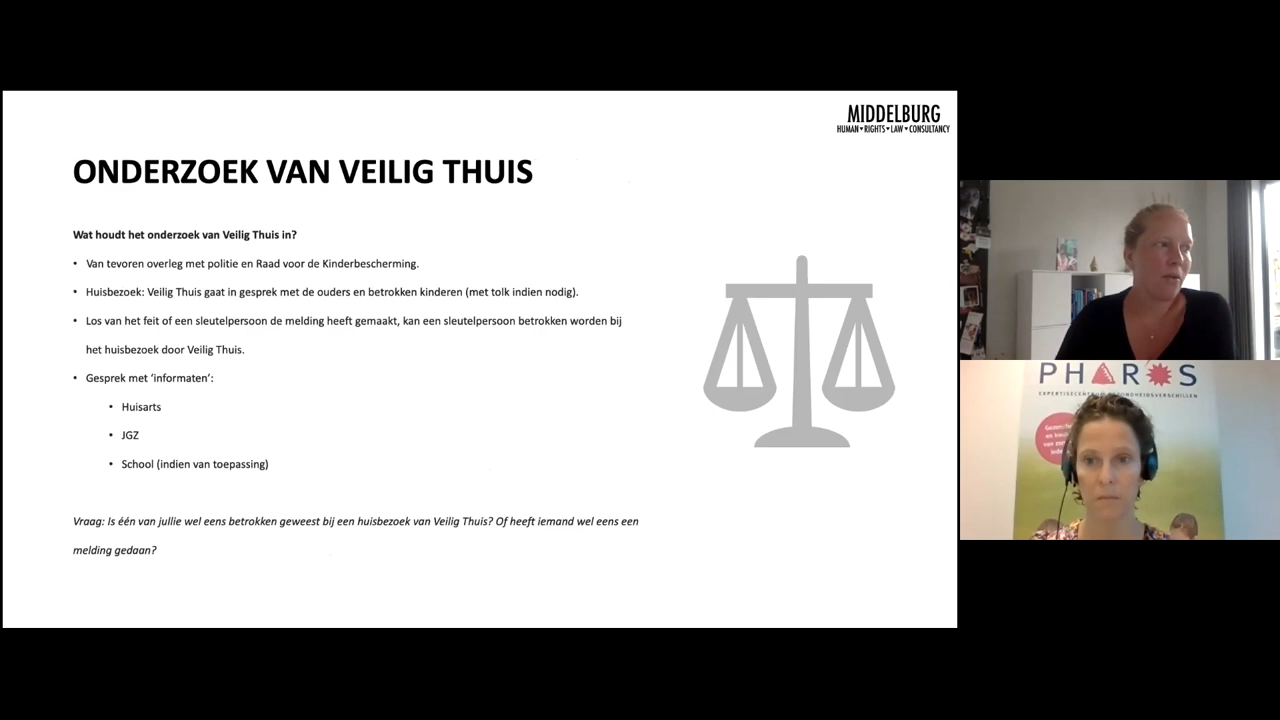 MIDDELBURG
HUMAN ♥ RIGHTS ♥ LAW ♥ CONSULTANCY
ONDERZOEK VAN VEILIG THUIS
Wat houdt het onderzoek van Veilig Thuis in?
• Van tevoren overleg met politie en Raad voor de Kinderbescherming.
• Huisbezoek: Veilig Thuis gaat in gesprek met de ouders en betrokken kinderen (met tolk indien nodig).
• Los van het feit of een sleutelpersoon de melding heeft gemaakt, kan een sleutelpersoon betrokken worden bij
het huisbezoek door Veilig Thuis.
• Gesprek met ‘informaten’:
• Huisarts
• JGZ
• School (indien van toepassing)
Vraag: Is één van jullie wel eens betrokken geweest bij een huisbezoek van Veilig Thuis? Of heeft iemand wel eens een
melding gedaan?
PHAROS